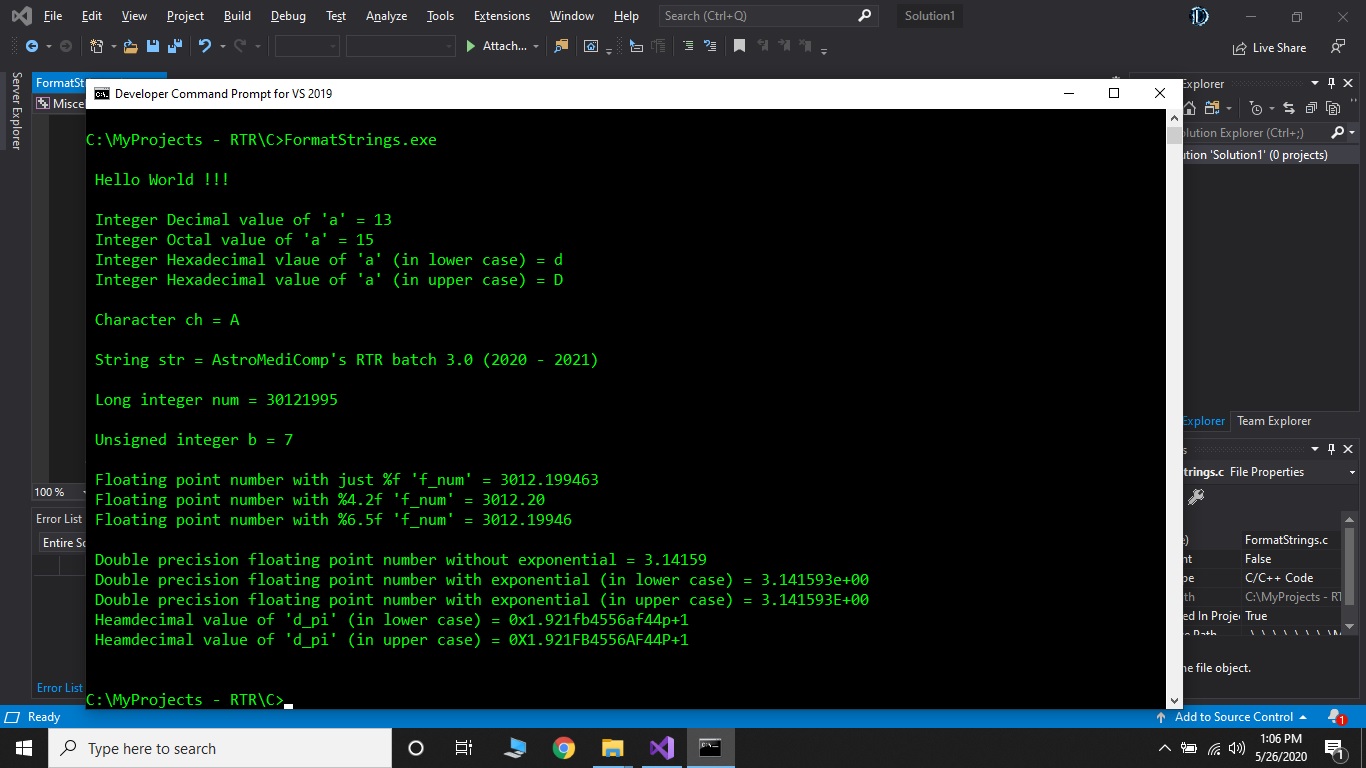 File Edit View Project Build Debug Test Analyze Tools Extensions Window Help Search (Ctrl+Q) Solution1
Attach... Live Share
Server Explorer
FormatSt
Misce
100 %
Error List
Entire So
Error List
Developer Command Prompt for VS 2019
C:\MyProjects - RTR\C>FormatStrings.exe
Hello World !!!
Integer Decimal value of 'a' = 13
Integer Octal value of 'a' = 15
Integer Hexadecimal vlaue of 'a' (in lower case) = d
Integer Hexadecimal value of 'a' (in upper case) = D
Character ch = A
String str = AstroMediComp's RTR batch 3.0 (2020 - 2021)
Long integer num = 30121995
Unsigned integer b = 7
Floating point number with just %f 'f_num' = 3012.199463
Floating point number with %4.2f 'f_num' = 3012.20
Floating point number with %6.5f 'f_num' = 3012.19946
Double precision floating point number without exponential = 3.14159
Double precision floating point number with exponential (in lower case) = 3.141593e+00
Double precision floating point number with exponential (in upper case) = 3.141593E+00
Heamdecimal value of 'd_pi' (in lower case) = 0x1.921fb4556af44p+1
Heamdecimal value of 'd_pi' (in upper case) = 0X1.921FB4556AF44P+1
C:\MyProjects - RTR\C>
Explorer
olution Explorer (Ctrl+;)
ution 'Solution1' (0 projects)
Explorer Team Explorer
trings.c File Properties
FormatStrings.c
nt False
pe C/C++ Code
th C:\MyProjects - RT
ed In Projec True
ne file object.
Ready Add to Source Control 1
Type here to search
1:06 PM
5/26/2020
1